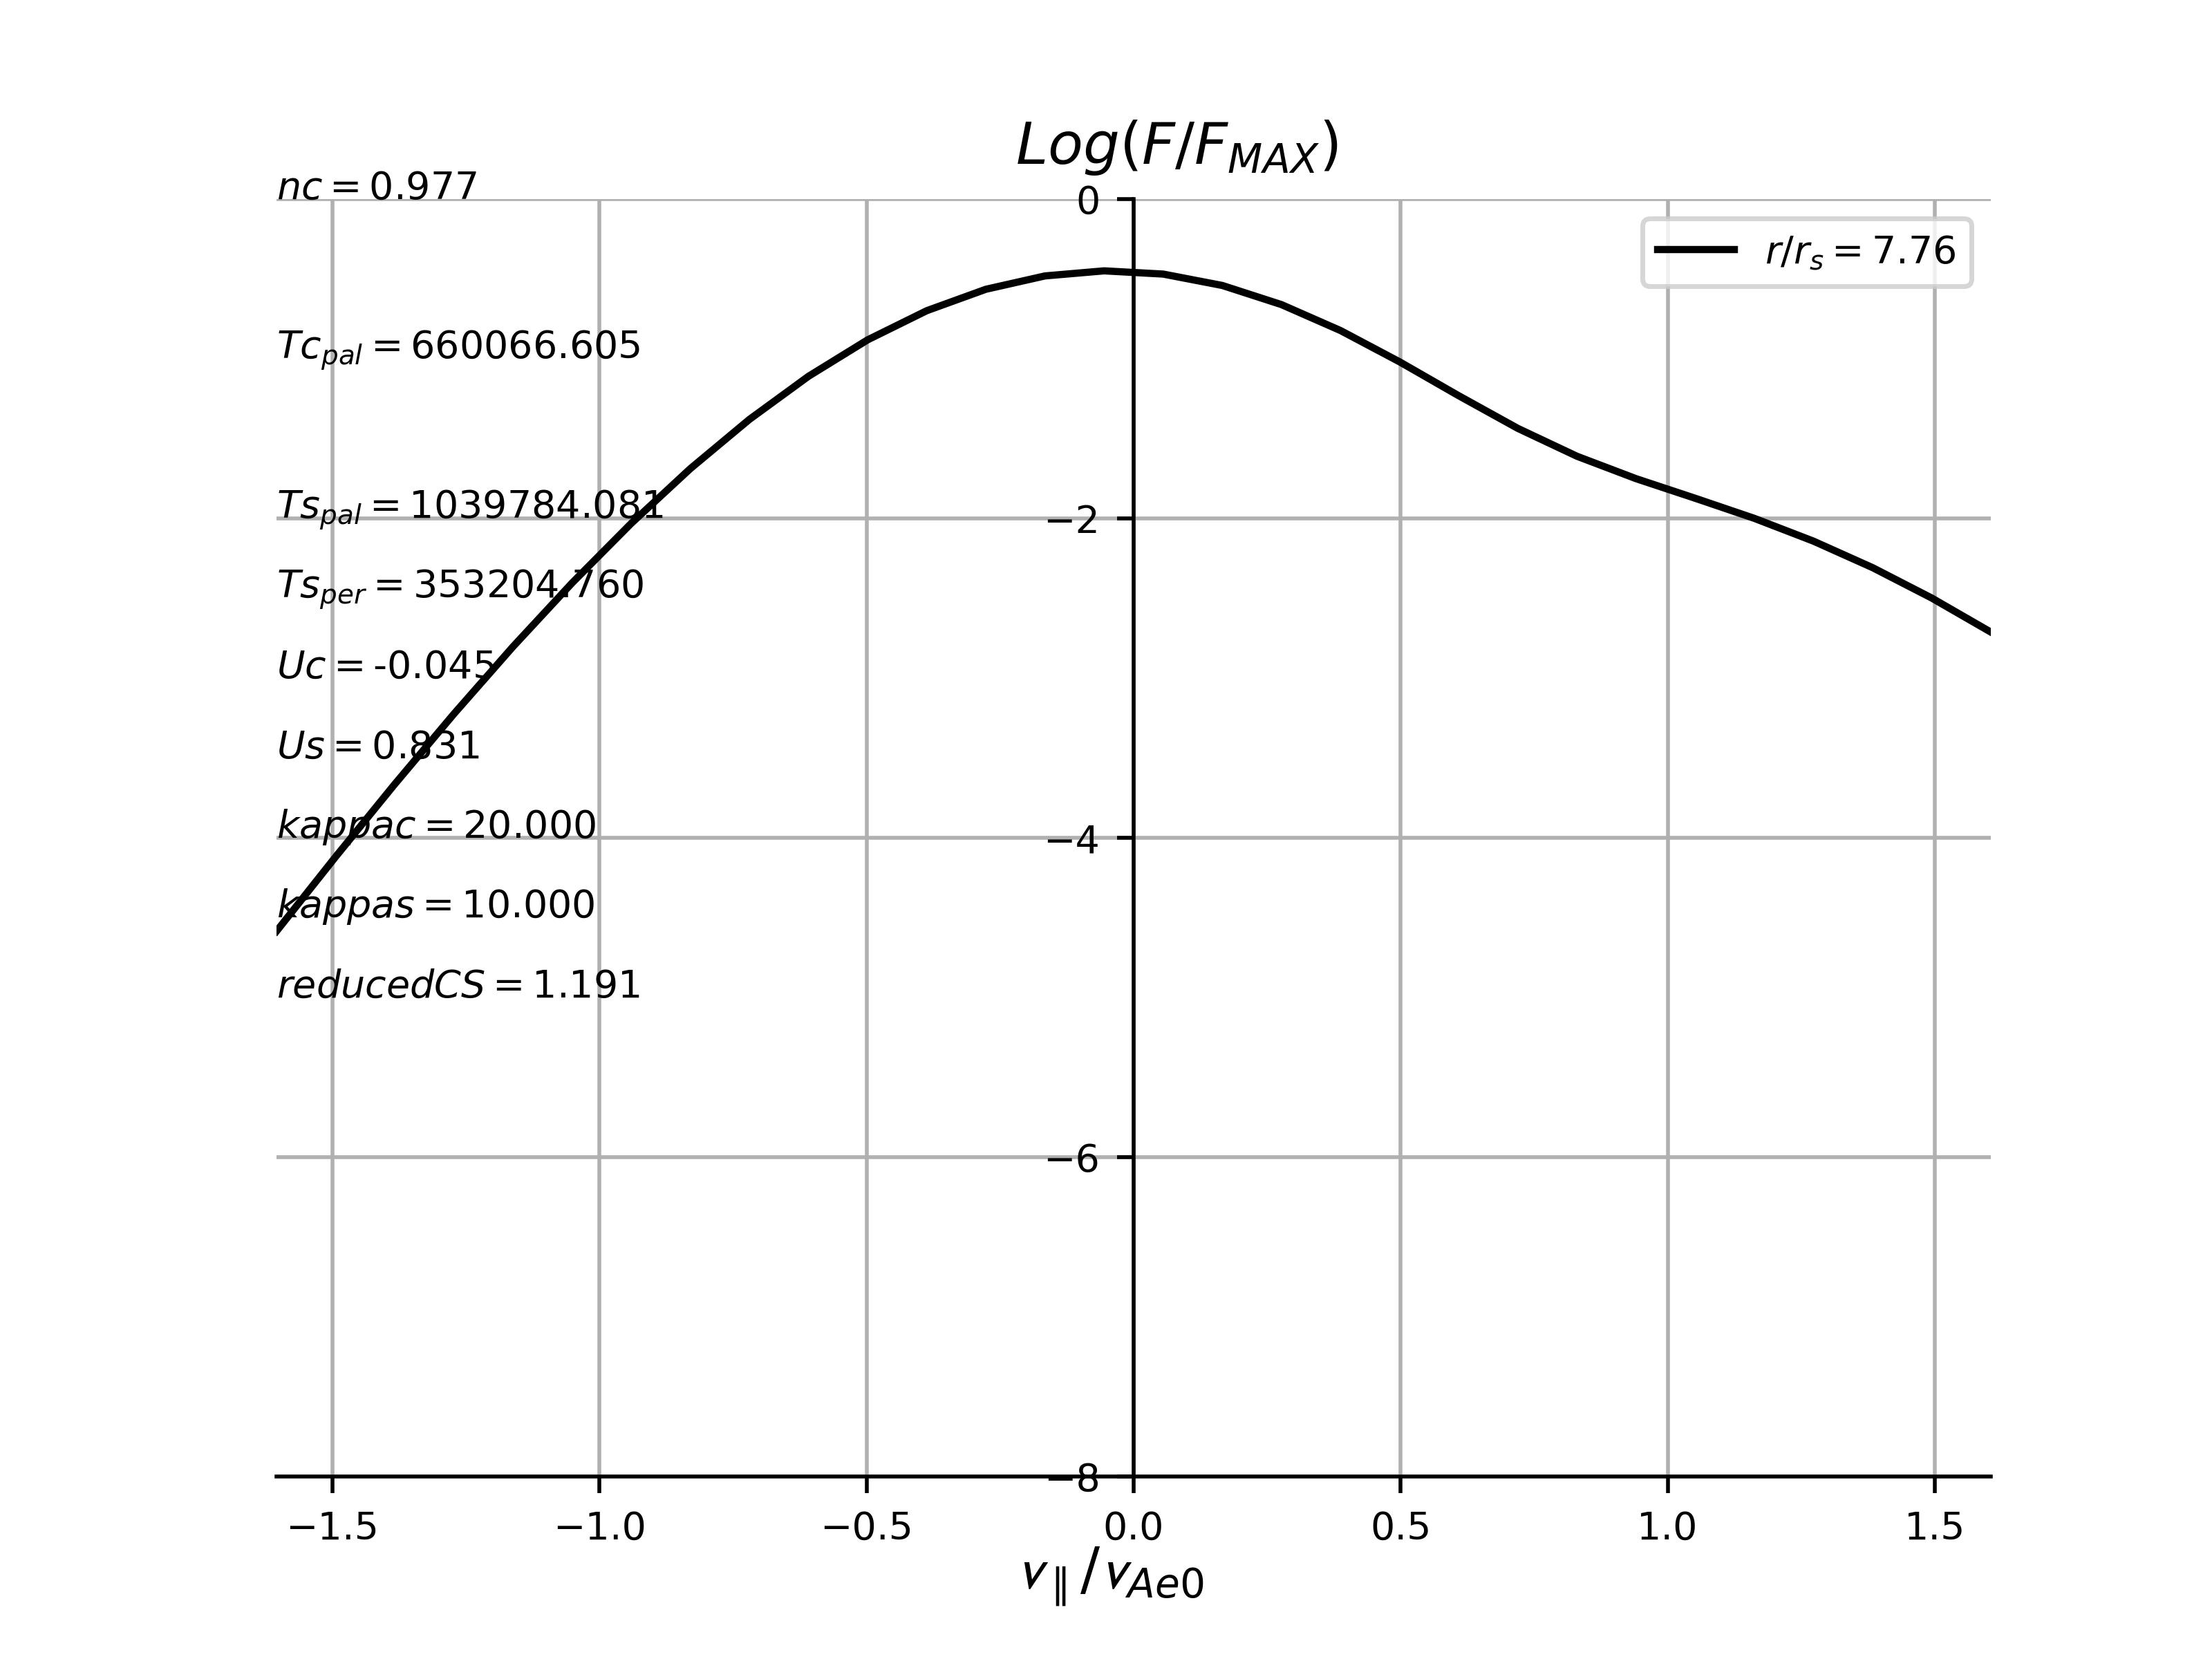 Log(F/F_MAX)
nc = 0.977
0
r/r_s = 7.76
Tc_pal = 660066.605
Ts_pal = 1039784.081
−2
Ts_per = 353204.760
Uc = -0.045
Us = 0.831
kappac = 20.000
−4
kappas = 10.000
reducedCS = 1.191
−6
−8
−1.5 −1.0 −0.5 0.0 0.5 1.0 1.5
v_∥/v_Ae0